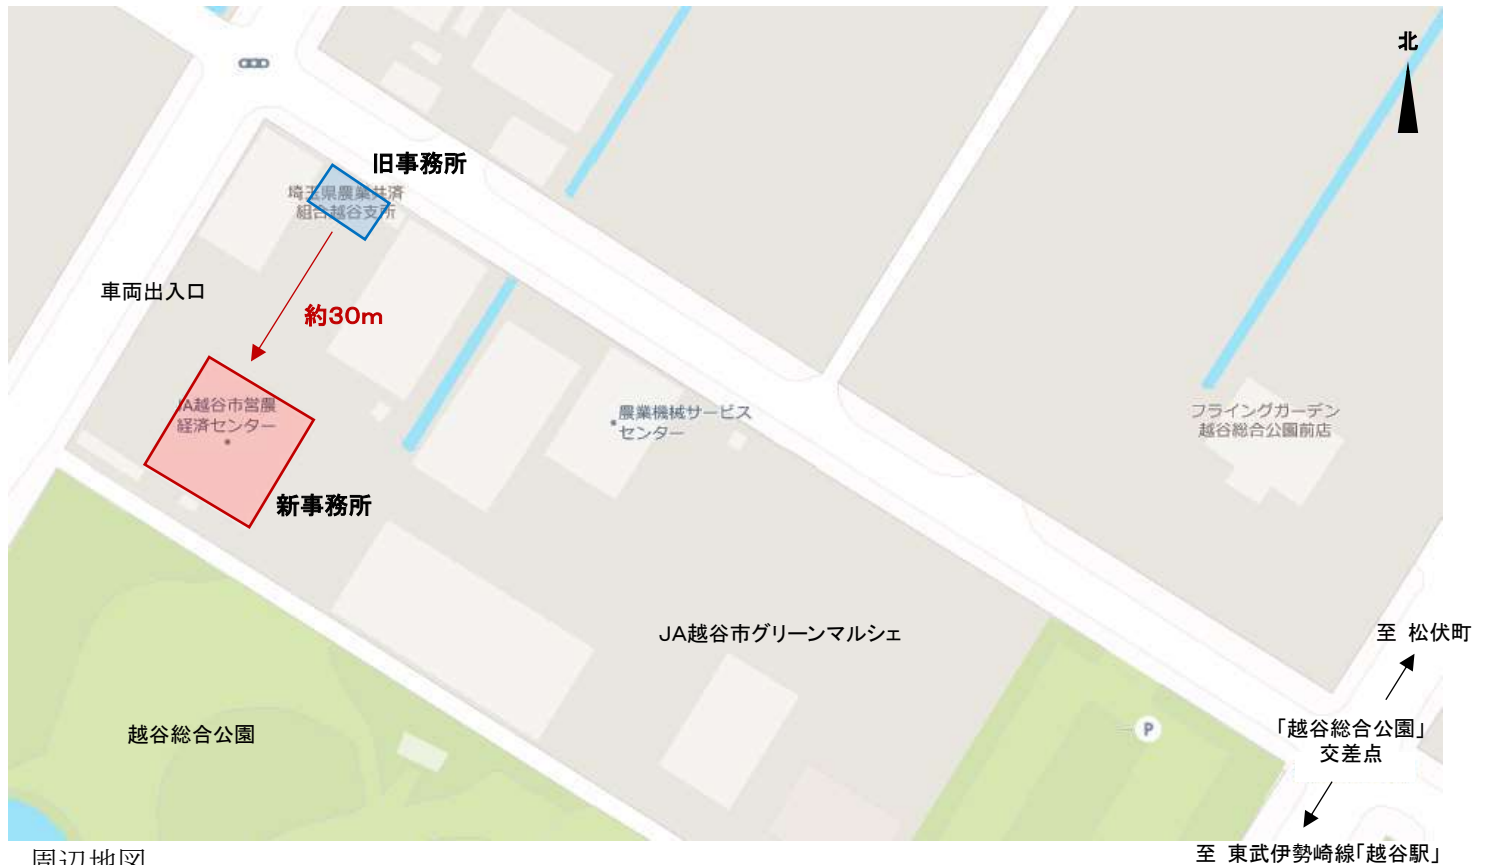 北
旧事務所
埼玉県農業共済
組合越谷支所
車両出入口
約30m
JA越谷市営農
経済センター
新事務所
農業機械サービス
センター
フライングガーデン
越谷総合公園前店
JA越谷市グリーンマルシェ
至 松伏町
越谷総合公園
P
「越谷総合公園」
交差点
至 東武伊勢崎線「越谷駅」
周辺地図